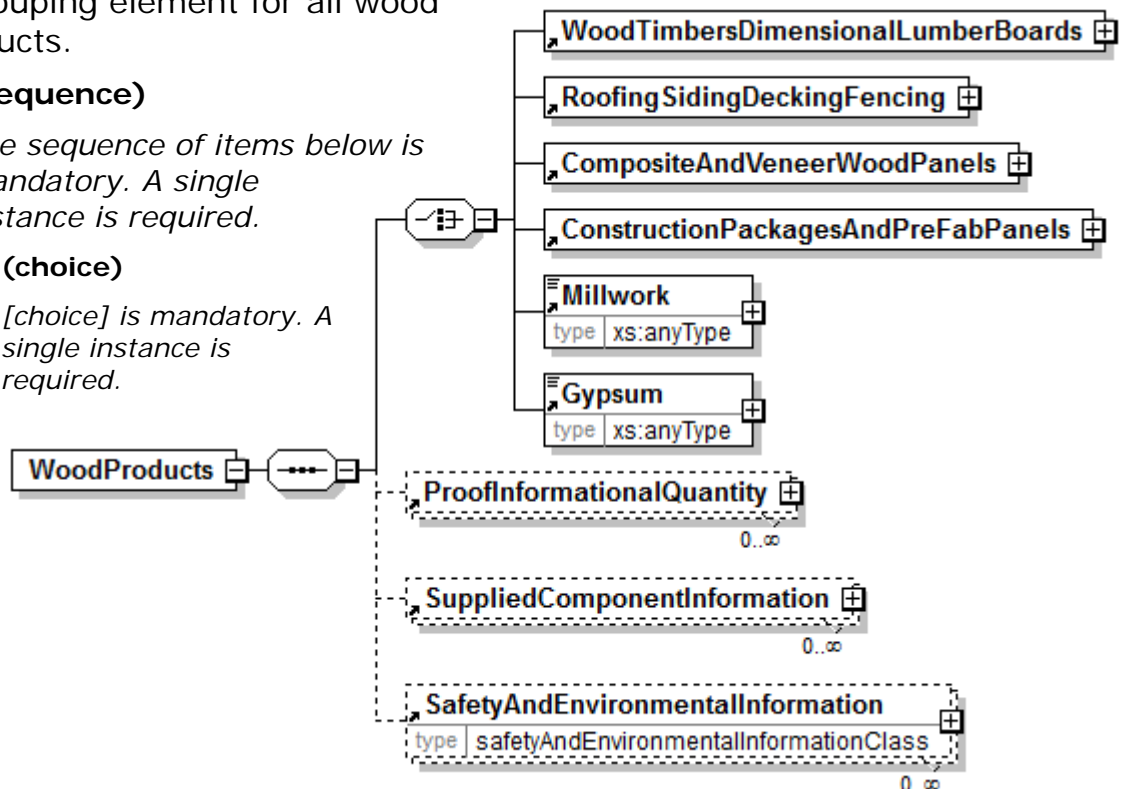 ouping element for all wood
ucts.
equence)
e sequence of items below is
andatory. A single
stance is required.
(choice)
[choice] is mandatory. A
single instance is
required.
WoodProducts
WoodTimbersDimensionalLumberBoards
RoofingSidingDeckingFencing
CompositeAndVeneerWoodPanels
ConstructionPackagesAndPreFabPanels
Millwork
type xs:anyType
Gypsum
type xs:anyType
ProofInformationalQuantity
0..∞
SuppliedComponentInformation
0..∞
SafetyAndEnvironmentalInformation
type safetyAndEnvironmentalInformationClass
0..∞